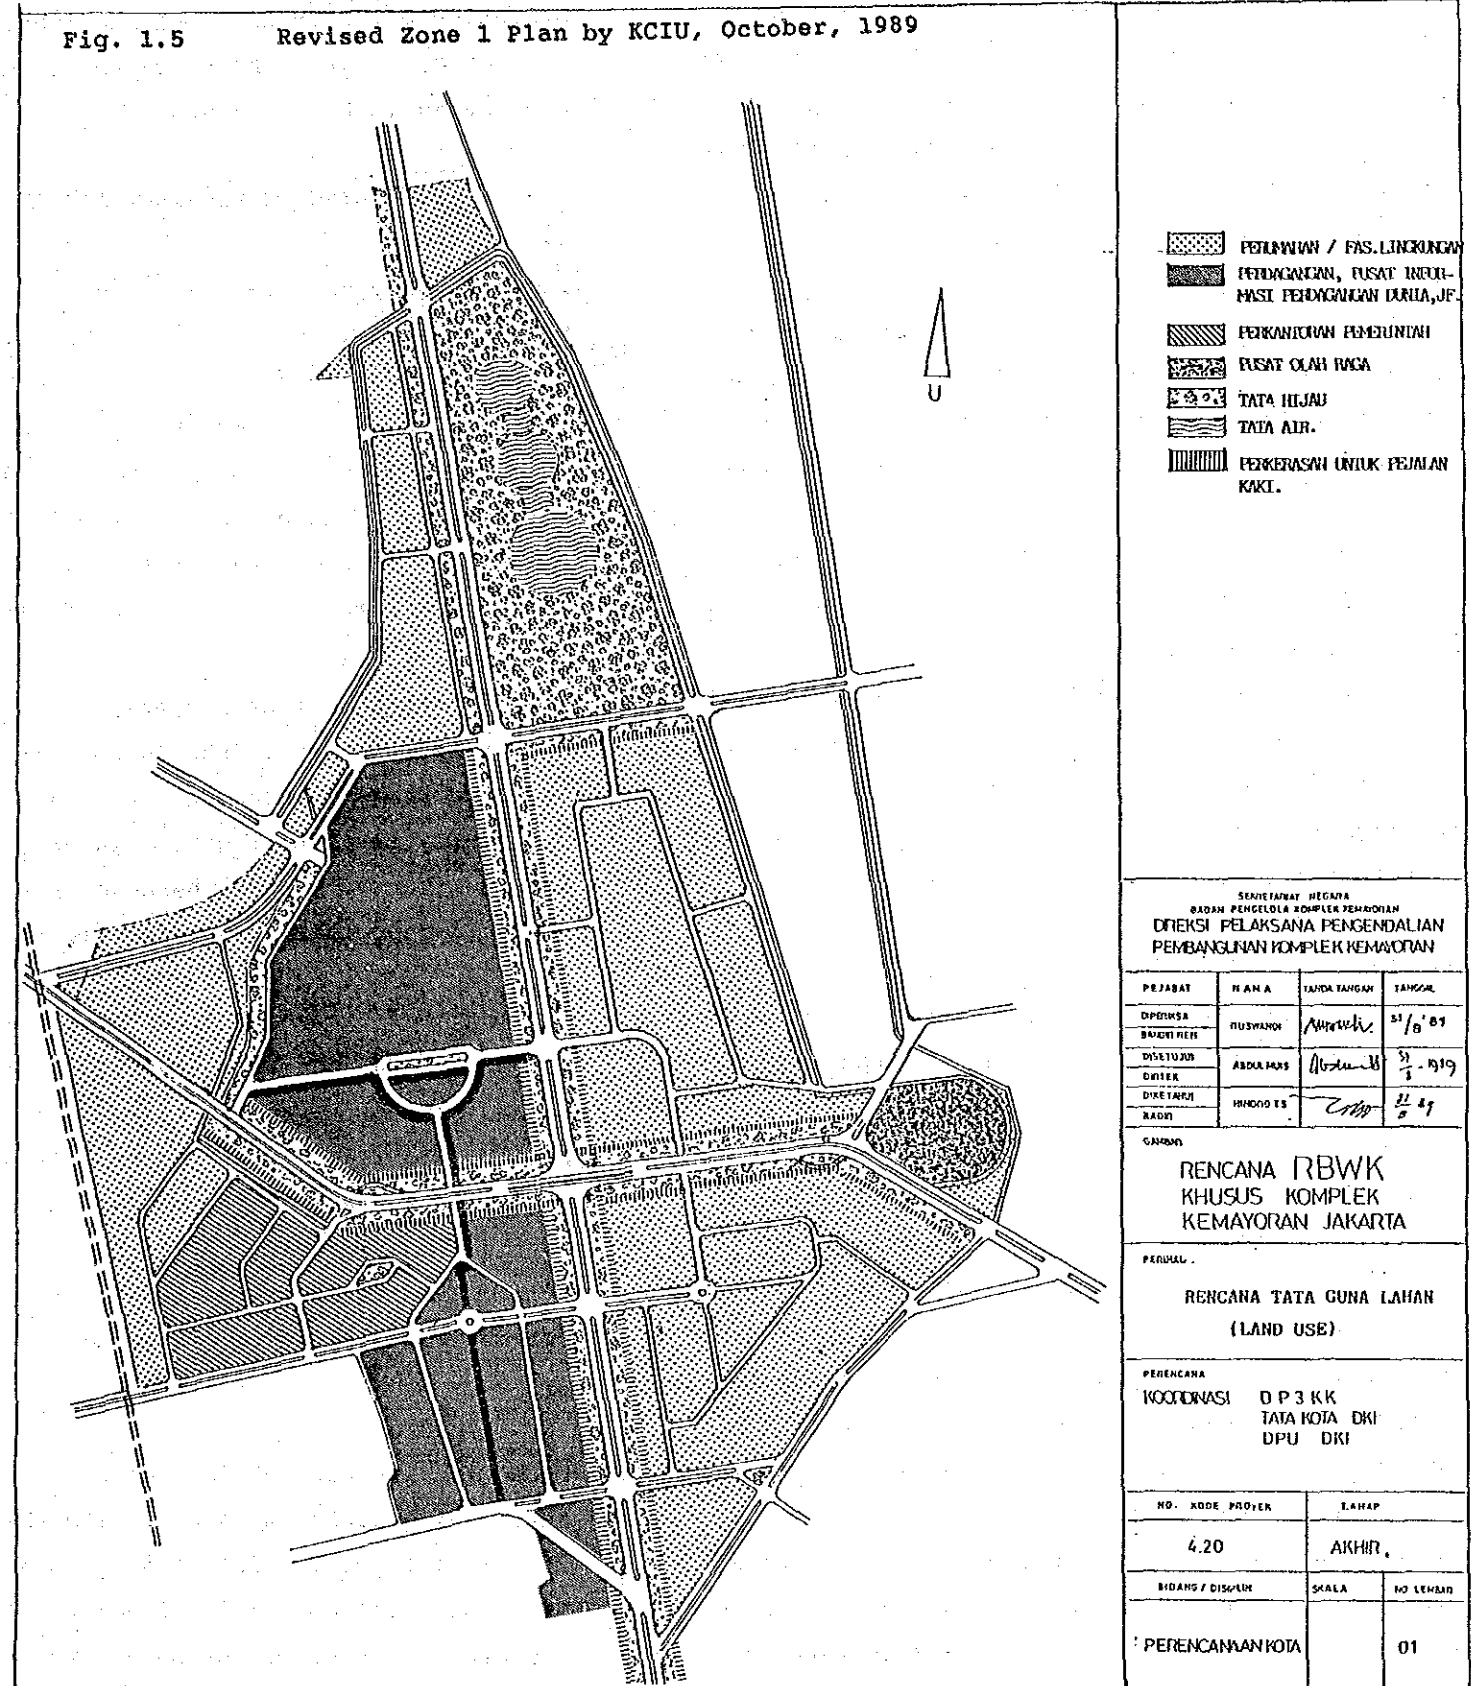 Fig. 1.5 Revised Zone 1 Plan by KCIU, October, 1989
U
PERUMAHAN / FAS.LINGKUNGAN
PERDAGANGAN, PUSAT INFOR-
MASI PERDAGANGAN DUNIA, JF.
PERKANTORAN PEMERINTAH
PUSAT OLAH RAGA
TATA HIJAU
TATA AIR.
PERKERASAN UNTUK PEJALAN
KAKI.
SEKRETARIAT NEGARA
BADAN PENGELOLA KOMPLEK KEMAYORAN
DIREKSI PELAKSANA PENGENDALIAN
PEMBANGUNAN KOMPLEK KEMAYORAN
PEJABAT NAMA TANDA TANGAN TANGGAL
DIPERIKSA
RUSWANDI
DISETUJUI
ABDUL MUIS
DIKETAHUI
GAMBAR
RENCANA RBWK
KHUSUS KOMPLEK
KEMAYORAN JAKARTA
PERIHAL.
RENCANA TATA GUNA LAHAN
(LAND USE)
PERENCANA
KOORDINASI DP3KK
TATA KOTA DKI
DPU DKI
NO. KODE PROYEK TAHAP
4.20 AKHIR.
BIDANG / DISIPLIN SKALA NO LEMBAR
PERENCANAAN KOTA 01